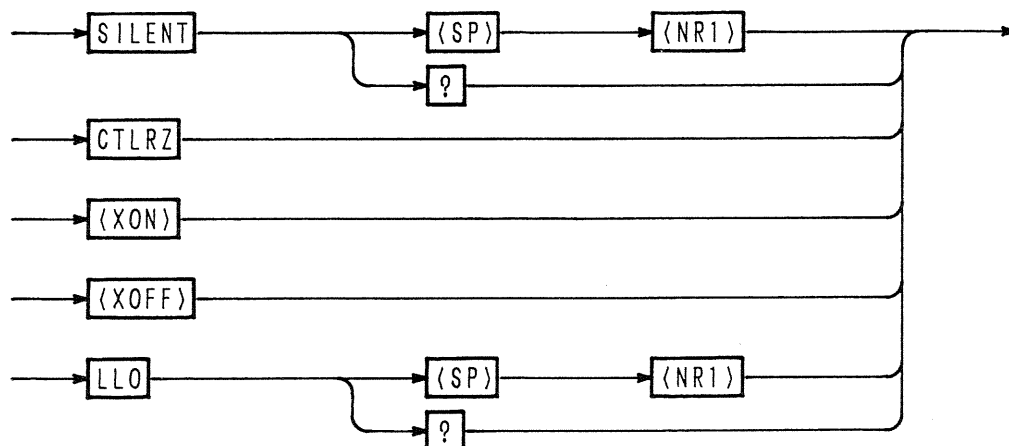 SILENT ⟨SP⟩ ⟨NR1⟩
?
CTLRZ
⟨XON⟩
⟨XOFF⟩
LLO ⟨SP⟩ ⟨NR1⟩
?